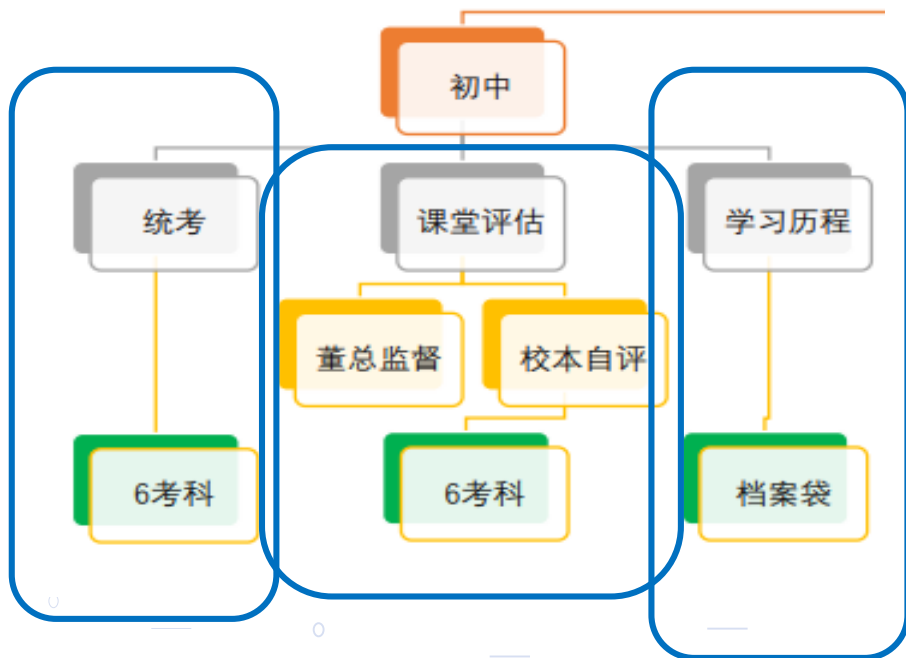 初中
统考
课堂评估
学习历程
董总监督
校本自评
6考科
6考科
档案袋